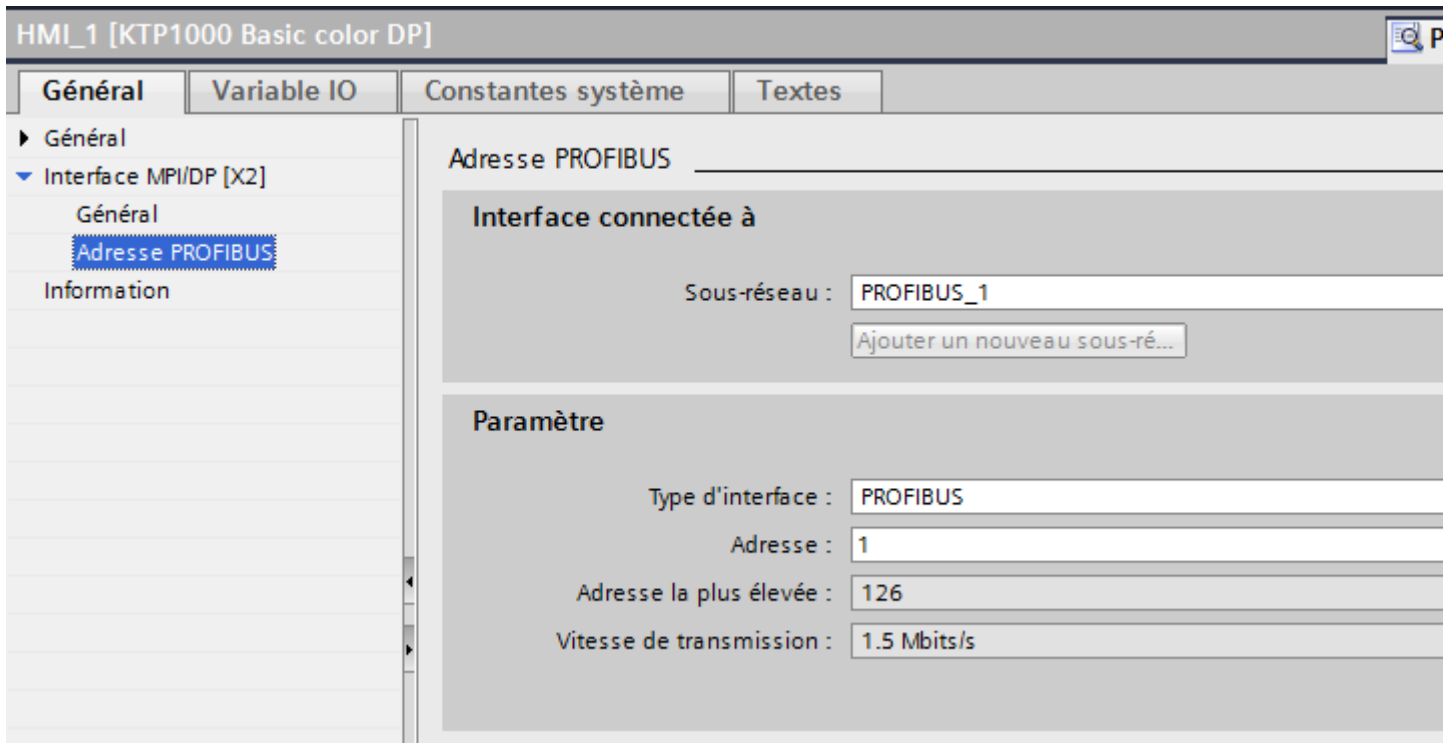 HMI_1 [KTP1000 Basic color DP]
P
Général
Variable IO
Constantes système
Textes
Général
Interface MPI/DP [X2]
Général
Adresse PROFIBUS
Information
Adresse PROFIBUS
Interface connectée à
Sous-réseau : PROFIBUS_1
Ajouter un nouveau sous-ré...
Paramètre
Type d'interface : PROFIBUS
Adresse : 1
Adresse la plus élevée : 126
Vitesse de transmission : 1.5 Mbits/s